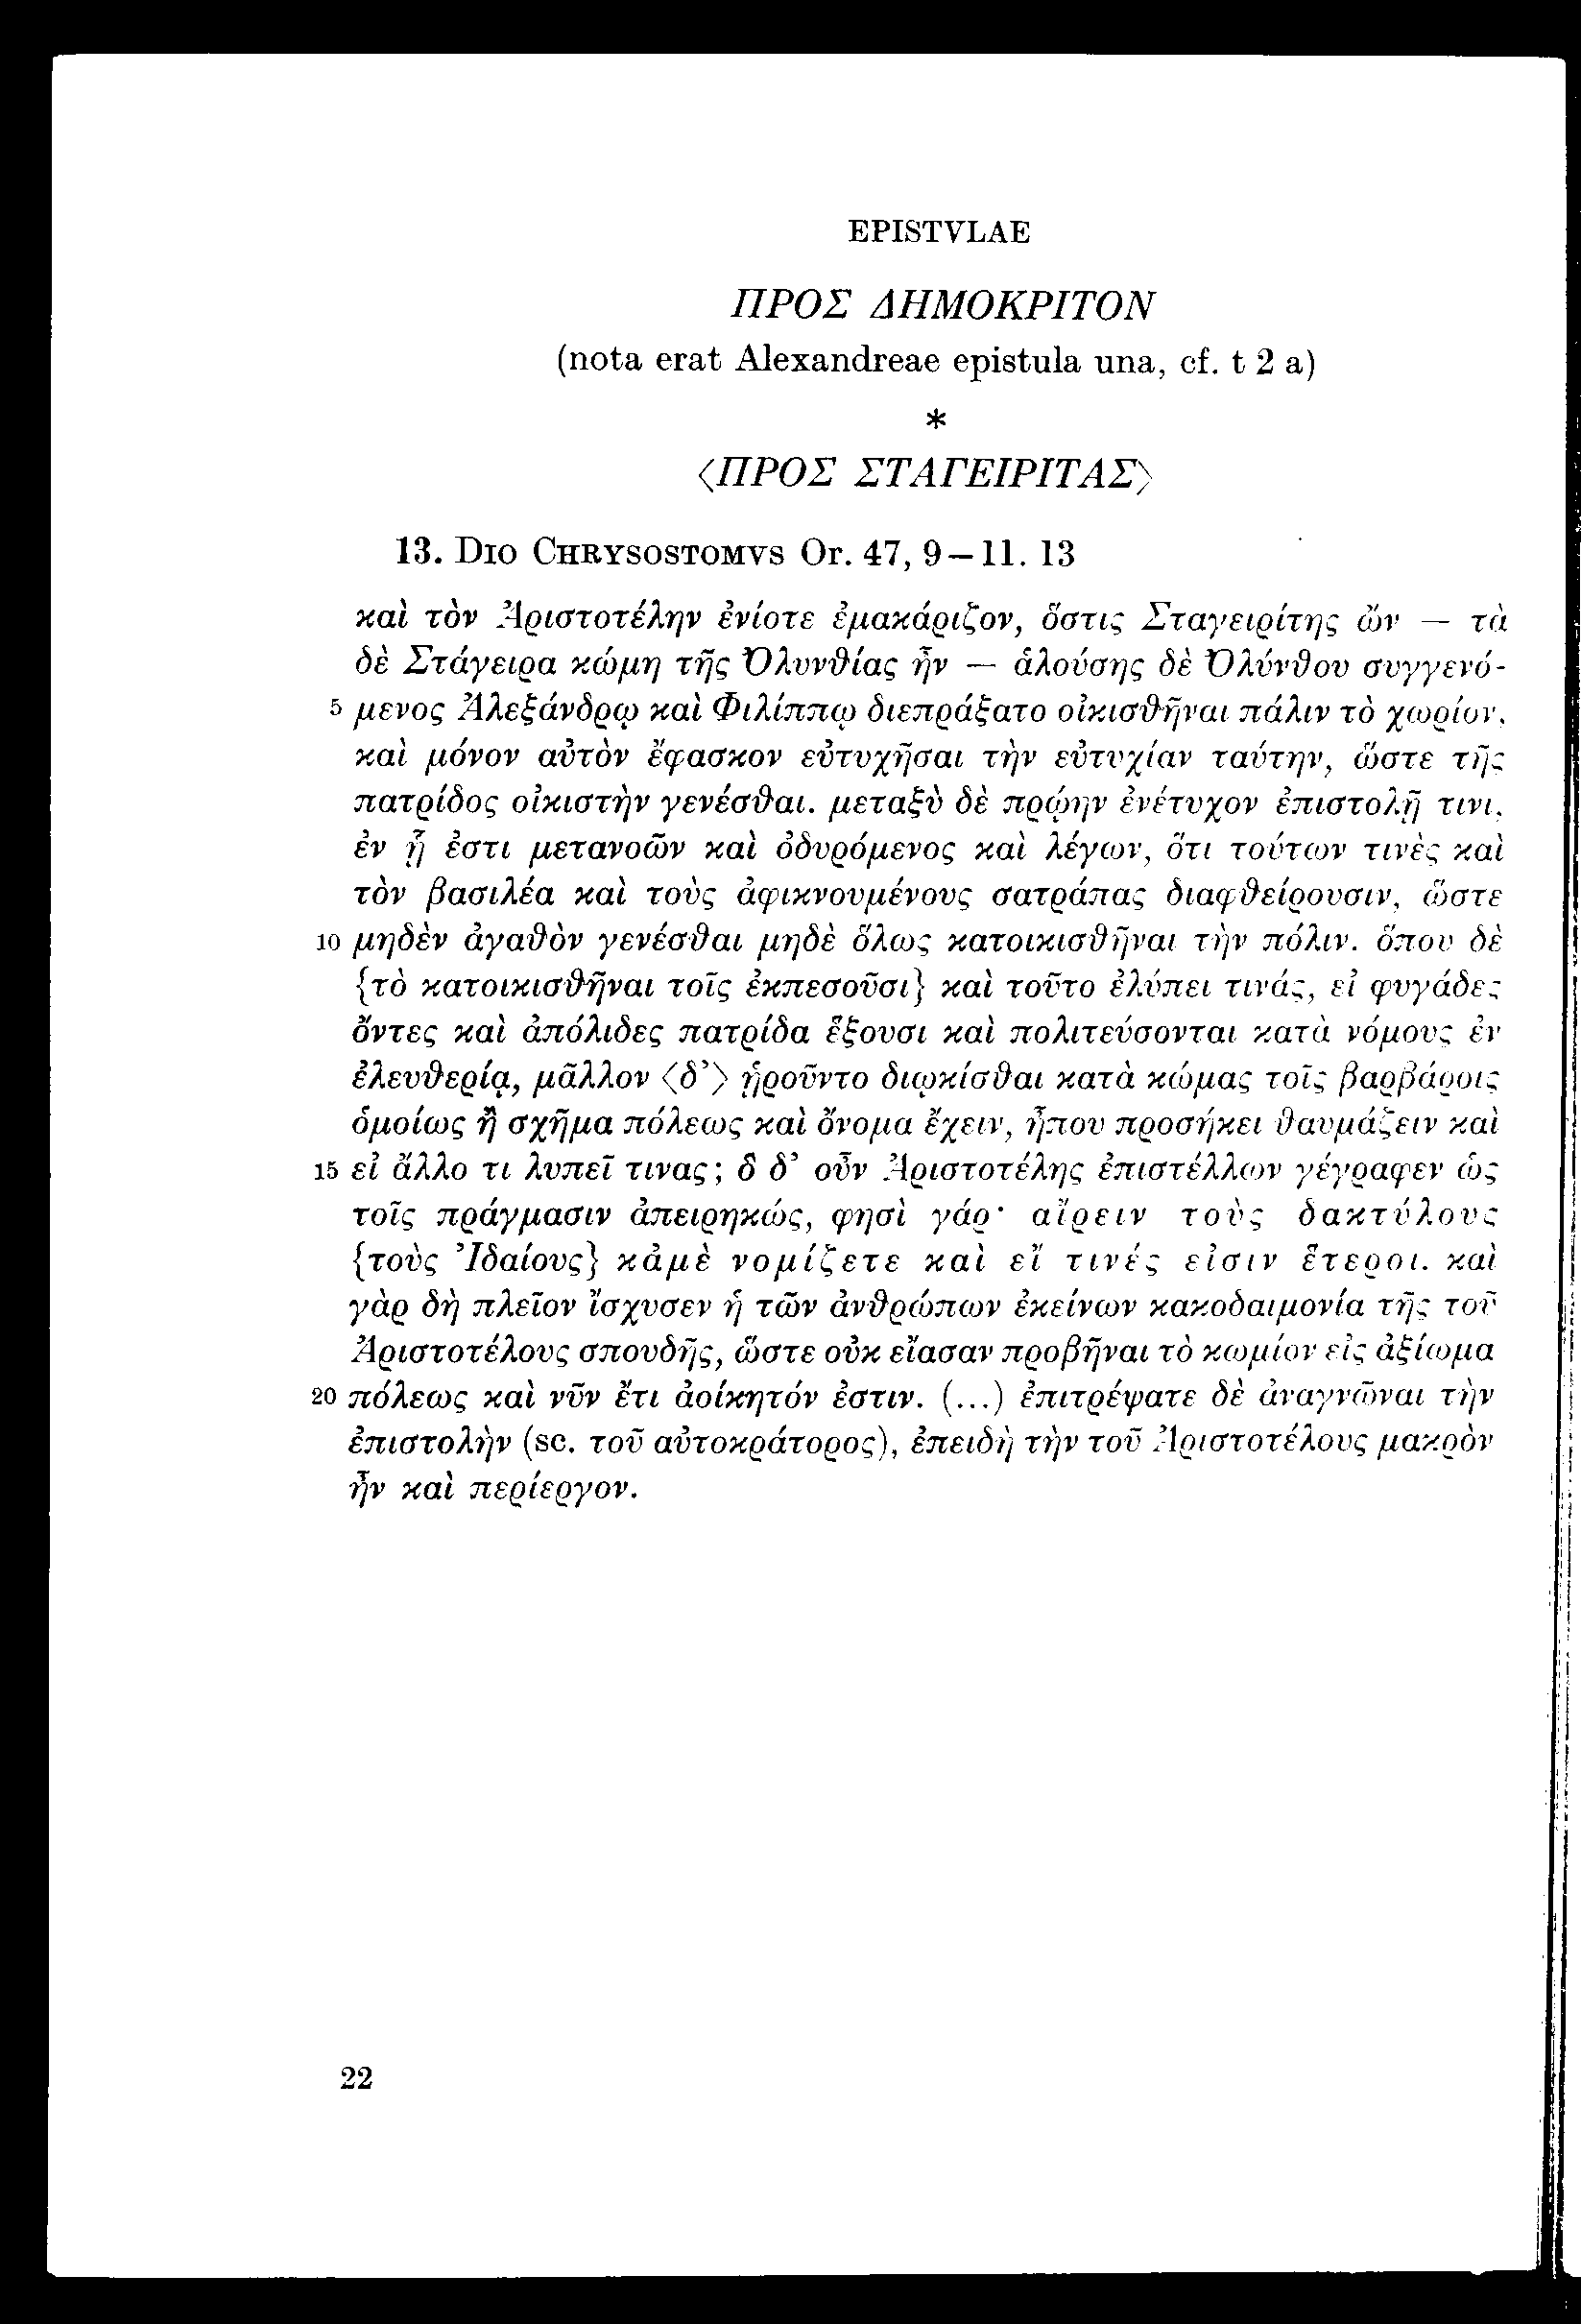 EPISTVLAE
ΠΡΟΣ ΔΗΜΟΚΡΙΤΟΝ
(nota erat Alexandreae epistula una, cf. t 2 a)
*
⟨ΠΡΟΣ ΣΤΑΓΕΙΡΙΤΑΣ⟩
13. DIO CHRYSOSTOMVS Or. 47, 9–11. 13
καὶ τὸν Ἀριστοτέλην ἐνίοτε ἐμακάριζον, ὅστις Σταγειρίτης ὢν — τὰ
δὲ Στάγειρα κώμη τῆς Ὀλυνθίας ἦν — ἁλούσης δὲ Ὀλύνθου συγγενό-
5 μενος Ἀλεξάνδρῳ καὶ Φιλίππῳ διεπράξατο οἰκισθῆναι πάλιν τὸ χωρίον,
καὶ μόνον αὐτὸν ἔφασκον εὐτυχῆσαι τὴν εὐτυχίαν ταύτην, ὥστε τῆς
πατρίδος οἰκιστὴν γενέσθαι. μεταξὺ δὲ πρῴην ἐνέτυχον ἐπιστολῇ τινι,
ἐν ᾗ ἐστι μετανοῶν καὶ ὀδυρόμενος καὶ λέγων, ὅτι τούτων τινὲς καὶ
τὸν βασιλέα καὶ τοὺς ἀφικνουμένους σατράπας διαφθείρουσιν, ὥστε
10 μηδὲν ἀγαθὸν γενέσθαι μηδὲ ὅλως κατοικισθῆναι τὴν πόλιν. ὅπου δὲ
{τὸ κατοικισθῆναι τοῖς ἐκπεσοῦσι} καὶ τοῦτο ἐλύπει τινάς, εἰ φυγάδες
ὄντες καὶ ἀπόλιδες πατρίδα ἕξουσι καὶ πολιτεύσονται κατὰ νόμους ἐν
ἐλευθερίᾳ, μᾶλλον ⟨δ’⟩ ᾑροῦντο διῳκίσθαι κατὰ κώμας τοῖς βαρβάροις
ὁμοίως ἢ σχῆμα πόλεως καὶ ὄνομα ἔχειν, ἦπου προσήκει θαυμάζειν καὶ
15 εἰ ἄλλο τι λυπεῖ τινας; ὃ δ’ οὖν Ἀριστοτέλης ἐπιστέλλων γέγραφεν ὡς
τοῖς πράγμασιν ἀπειρηκώς, φησὶ γάρ· αἴρειν τοὺς δακτύλους
{τοὺς Ἰδαίους} κἀμὲ νομίζετε καὶ εἴ τινές εἰσιν ἕτεροι. καὶ
γὰρ δὴ πλεῖον ἴσχυσεν ἡ τῶν ἀνθρώπων ἐκείνων κακοδαιμονία τῆς τοῦ
Ἀριστοτέλους σπουδῆς, ὥστε οὐκ εἴασαν προβῆναι τὸ κωμίον εἰς ἀξίωμα
20 πόλεως καὶ νῦν ἔτι ἀοίκητόν ἐστιν. (...) ἐπιτρέψατε δὲ ἀναγνῶναι τὴν
ἐπιστολὴν (sc. τοῦ αὐτοκράτορος), ἐπειδὴ τὴν τοῦ Ἀριστοτέλους μακρὸν
ἦν καὶ περίεργον.
22